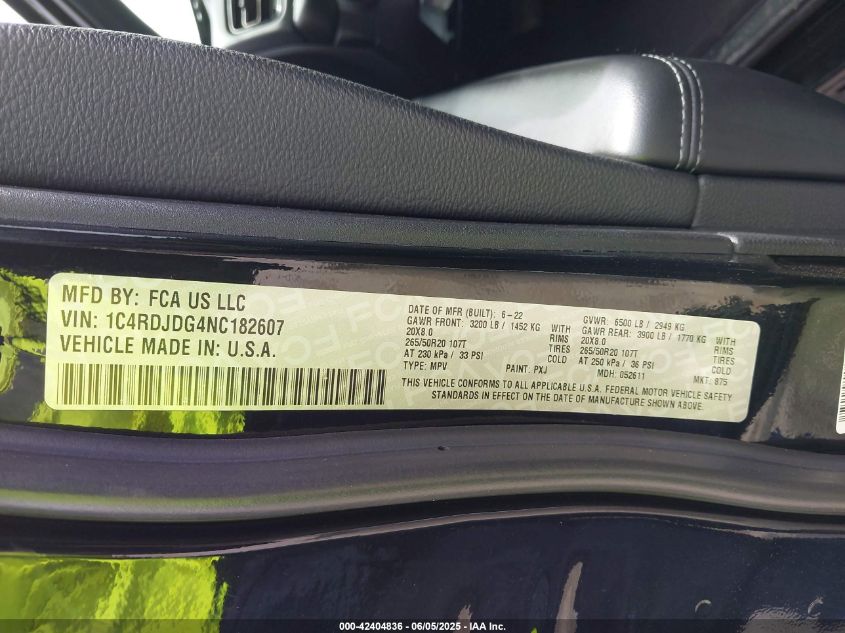 MFD BY: FCA US LLC
VIN: 1C4RDJDG4NC182607
VEHICLE MADE IN: U.S.A.
DATE OF MFR (BUILT): 6-22 GVWR: 6500 LB / 2949 KG
GAWR FRONT: 3200 LB / 1452 KG WITH GAWR REAR: 3900 LB / 1770 KG WITH
20X8.0 RIMS 20X8.0 RIMS
265/50R20 107T TIRES 265/50R20 107T TIRES
AT 230 kPa / 33 PSI COLD AT 250 kPa / 36 PSI COLD
TYPE: MPV PAINT: PXJ MDH: 052611 MKT: 875
THIS VEHICLE CONFORMS TO ALL APPLICABLE U.S.A. FEDERAL MOTOR VEHICLE SAFETY
STANDARDS IN EFFECT ON THE DATE OF MANUFACTURE SHOWN ABOVE.
000-42404836 - 06/05/2025 - IAA Inc.